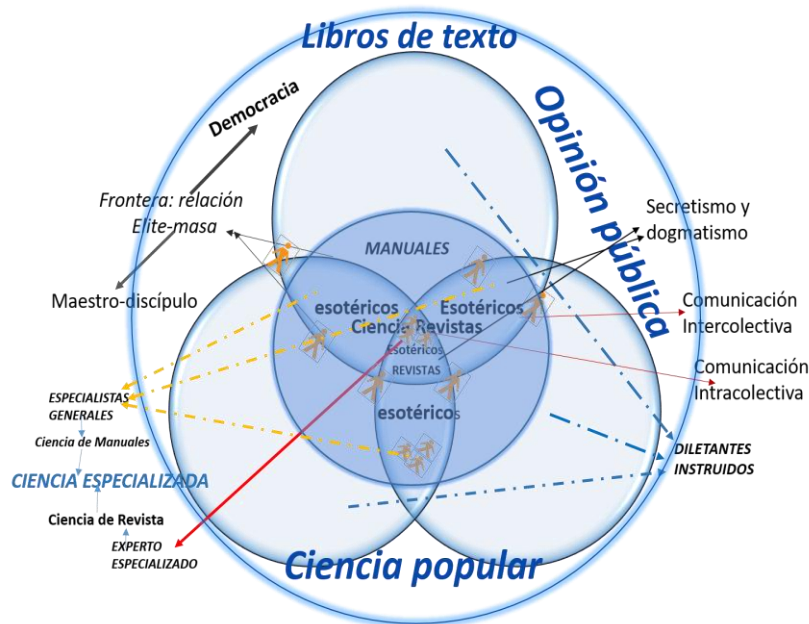 Libros de texto
Opinión pública
Democracia
Frontera: relación
Elite-masa
Maestro-discípulo
MANUALES
Secretismo y
dogmatismo
esotéricos
Esotéricos
Ciencia Revistas
Esotéricos
REVISTAS
esotéricos
Comunicación
Intercolectiva
Comunicación
Intracolectiva
ESPECIALISTAS
GENERALES
Ciencia de Manuales
CIENCIA ESPECIALIZADA
Ciencia de Revista
EXPERTO
ESPECIALIZADO
DILETANTES
INSTRUIDOS
Ciencia popular